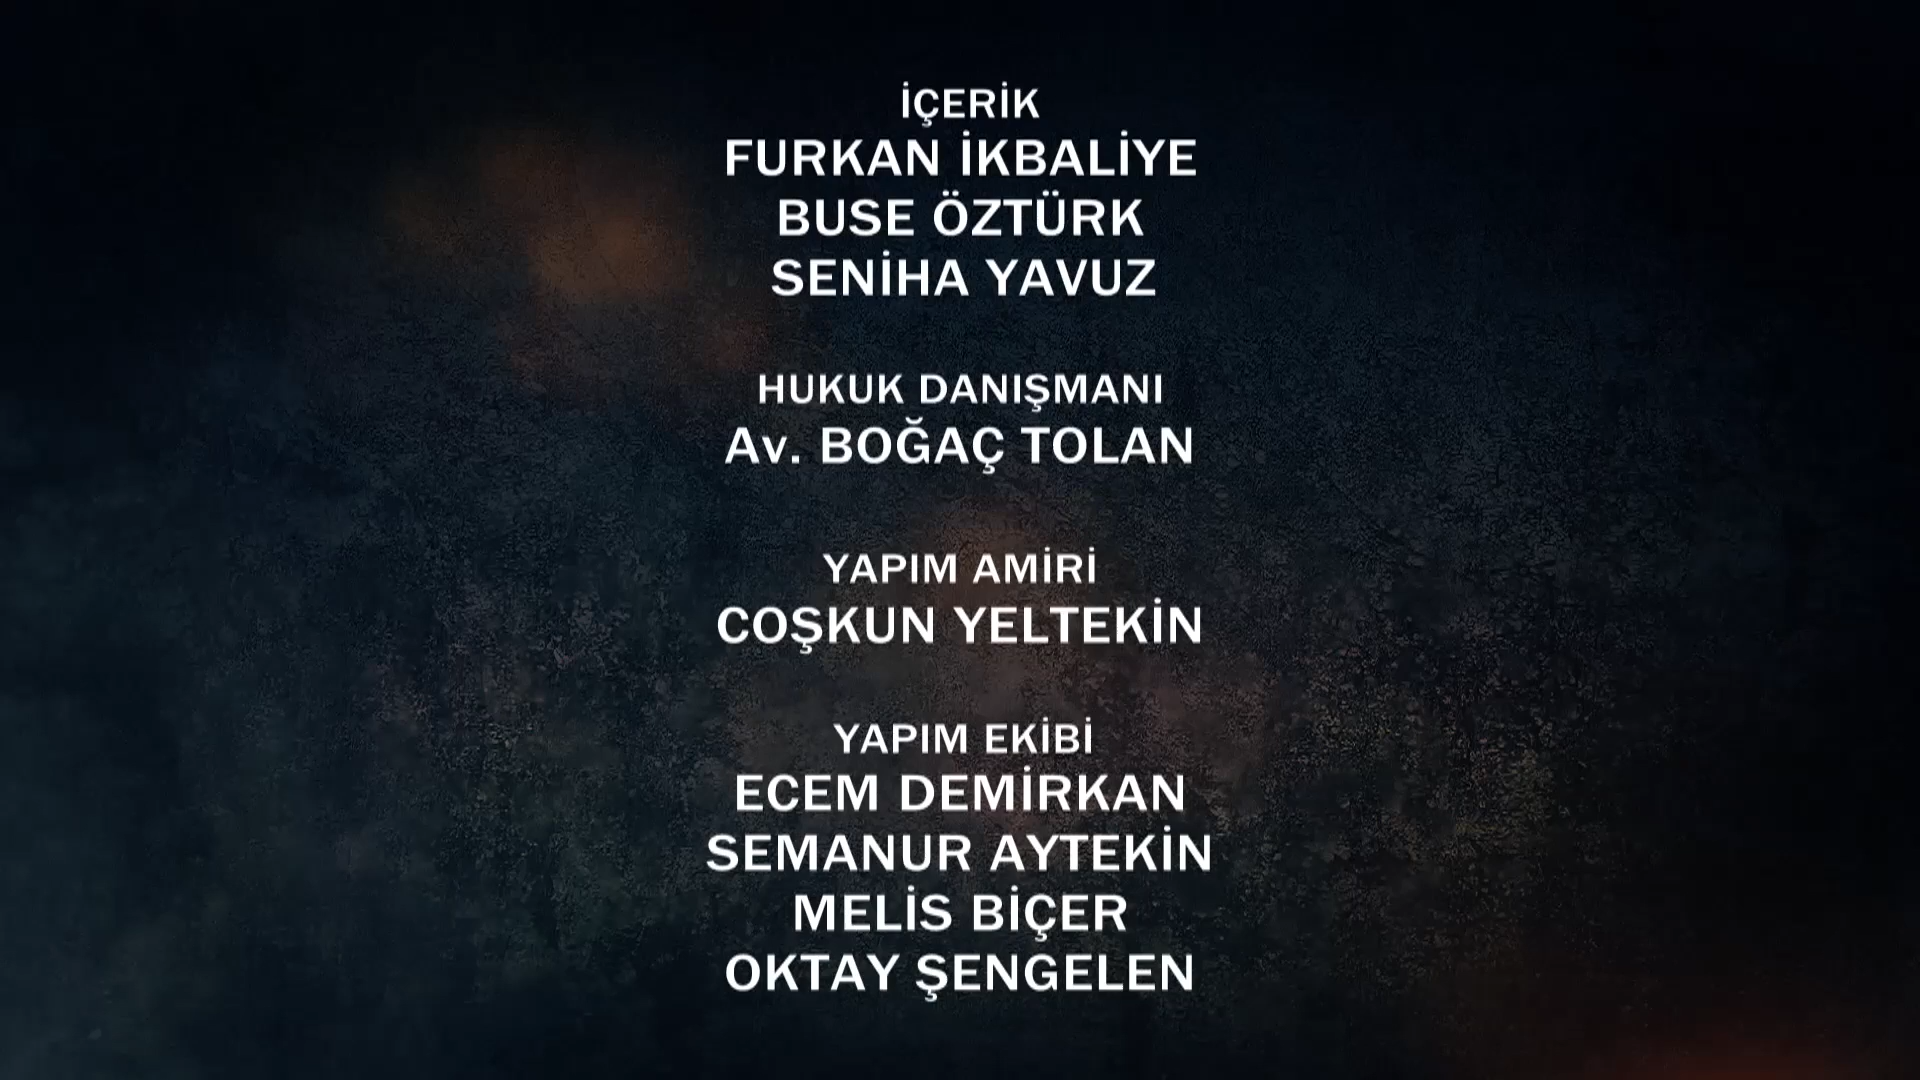 İÇERİK
FURKAN İKBALİYE
BUSE ÖZTÜRK
SENİHA YAVUZ
HUKUK DANIŞMANI
Av. BOĞAÇ TOLAN
YAPIM AMİRİ
COŞKUN YELTEKİN
YAPIM EKİBİ
ECEM DEMİRKAN
SEMANUR AYTEKİN
MELİS BİÇER
OKTAY ŞENGELEN